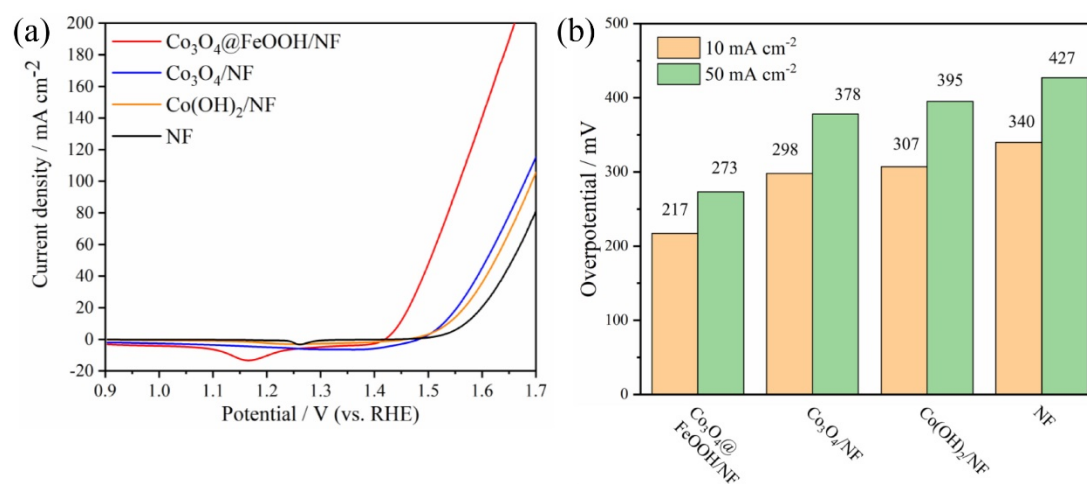 (a)
200
180
160
140
120
100
80
60
40
20
0
-20
Current density / mA cm⁻²
Co₃O₄@FeOOH/NF
Co₃O₄/NF
Co(OH)₂/NF
NF
0.9 1.0 1.1 1.2 1.3 1.4 1.5 1.6 1.7
Potential / V (vs. RHE)
(b)
500
400
300
200
100
0
Overpotential / mV
10 mA cm⁻²
50 mA cm⁻²
217
273
298
378
307
395
340
427
Co₃O₄@
FeOOH/NF
Co₃O₄/NF
Co(OH)₂/NF
NF